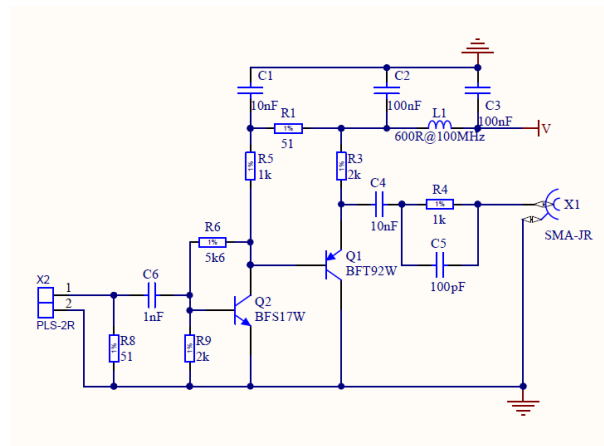 C1
10nF
C2
100nF
C3
100nF
L1
600R@100MHz
V
R1
1%
51
R5
1%
1k
R3
1%
2k
C4
10nF
R4
1%
1k
X1
SMA-JR
C5
100pF
R6
1%
5k6
Q1
BFT92W
X2
1
2
PLS-2R
C6
1nF
Q2
BFS17W
R8
1%
51
R9
1%
2k